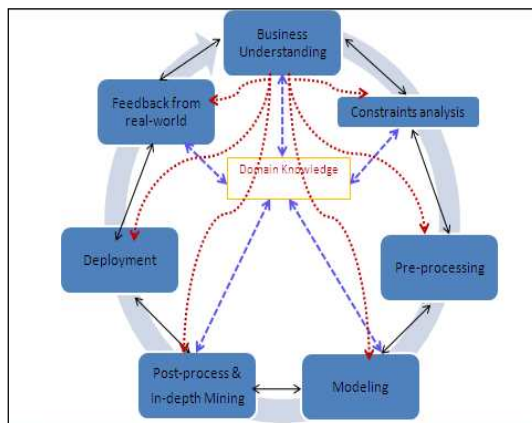 Business
Understanding
Feedback from
real-world
Constraints analysis
Domain Knowledge
Deployment
Pre-processing
Post-process &
In-depth Mining
Modeling